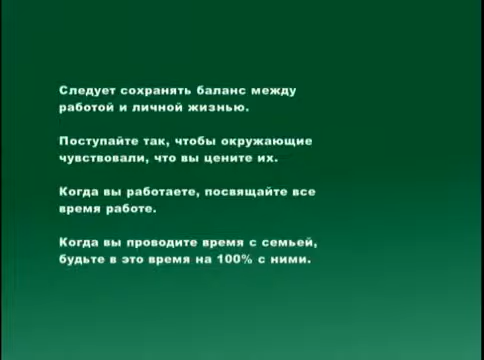 Следует сохранять баланс между
работой и личной жизнью.
Поступайте так, чтобы окружающие
чувствовали, что вы цените их.
Когда вы работаете, посвящайте все
время работе.
Когда вы проводите время с семьей,
будьте в это время на 100% с ними.